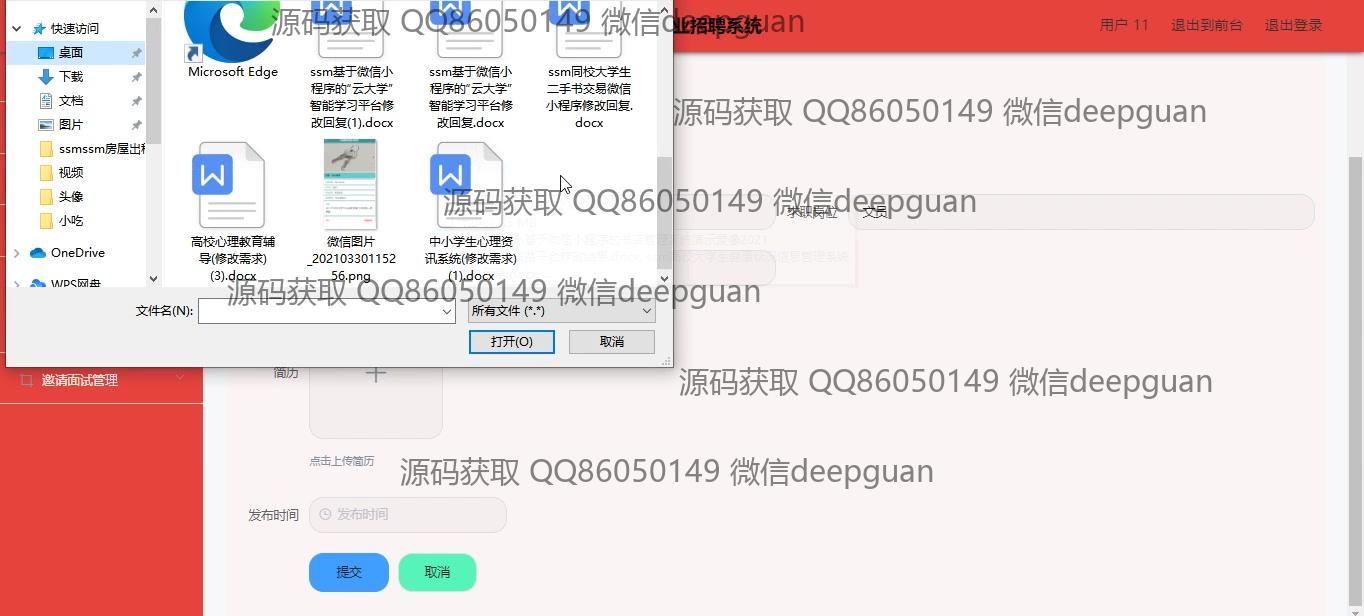 快速访问
桌面
下载
文档
图片
ssmssm房屋出租
视频
头像
小吃
OneDrive
WPS网盘
Microsoft Edge
ssm基于微信小
程序的“云大学”
智能学习平台修
改回复(1).docx
ssm基于微信小
程序的“云大学”
智能学习平台修
改回复.docx
ssm同校大学生
二手书交易微信
小程序修改回复.
docx
高校心理教育辅
导(修改需求)
(3).docx
微信图片
_202103301152
56.png
中小学生心理资
讯系统(修改需求)
(1).docx
文件名(N):
所有文件 (*.*)
打开(O)
取消
业招聘系统
用户 11
退出到前台
退出登录
求职岗位
文员
邀请面试管理
简历
点击上传简历
发布时间
发布时间
提交
取消
源码获取 QQ86050149 微信deepguan
源码获取 QQ86050149 微信deepguan
源码获取 QQ86050149 微信deepguan
源码获取 QQ86050149 微信deepguan
源码获取 QQ86050149 微信deepguan
源码获取 QQ86050149 微信deepguan